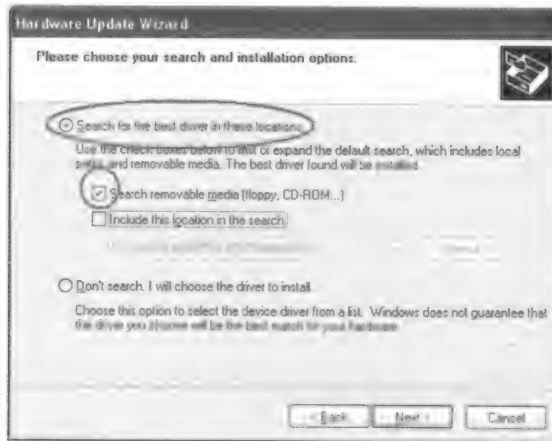 Hardware Update Wizard
Please choose your search and installation options.
Search for the best driver in these locations.
Use the check boxes below to limit or expand the default search, which includes local
paths and removable media. The best driver found will be installed.
Search removable media (floppy, CD-ROM...)
Include this location in the search:
Don't search. I will choose the driver to install.
Choose this option to select the device driver from a list. Windows does not guarantee that
the driver you choose will be the best match for your hardware.
< Back
Next >
Cancel